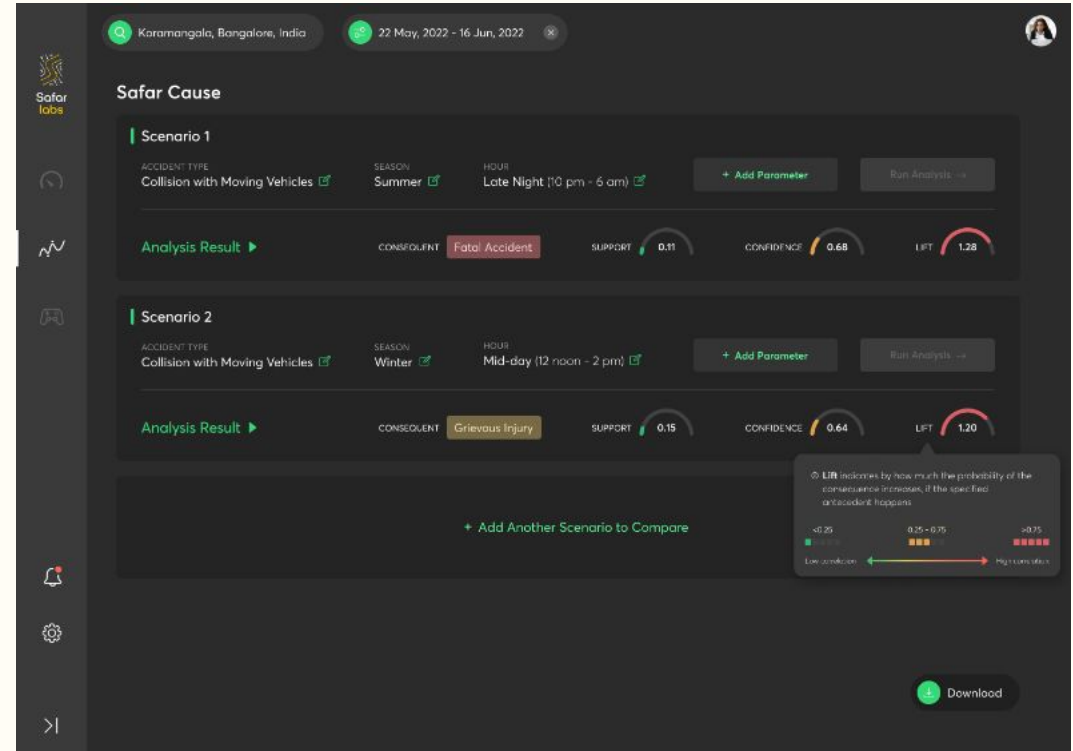 Koramangala, Bangalore, India
22 May, 2022 - 16 Jun, 2022
Safar
labs
Safar Cause
Scenario 1
ACCIDENT TYPE
Collision with Moving Vehicles
SEASON
Summer
HOUR
Late Night (10 pm - 6 am)
+ Add Parameter
Run Analysis →
Analysis Result
CONSEQUENT Fatal Accident
SUPPORT 0.11
CONFIDENCE 0.68
LIFT 1.28
Scenario 2
ACCIDENT TYPE
Collision with Moving Vehicles
SEASON
Winter
HOUR
Mid-day (12 noon - 2 pm)
+ Add Parameter
Run Analysis →
Analysis Result
CONSEQUENT Grievous Injury
SUPPORT 0.15
CONFIDENCE 0.64
LIFT 1.20
Lift indicates by how much the probability of the
consequence increases, if the specified
antecedent happens
<0.25
0.25 - 0.75
>0.75
Low correlation
High correlation
+ Add Another Scenario to Compare
Download